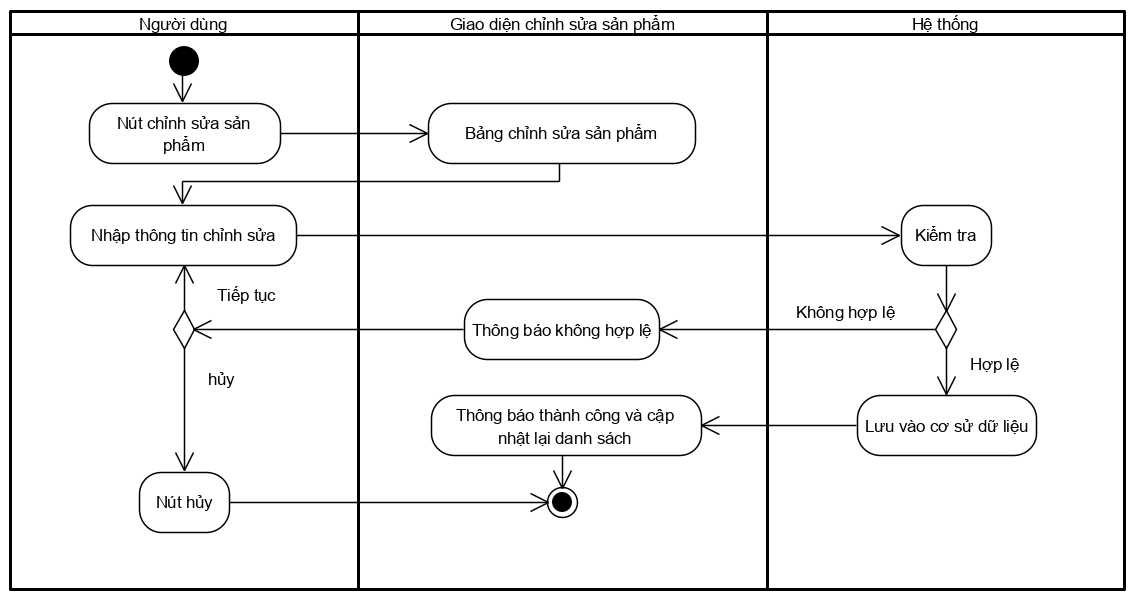 Người dùng
Giao diện chỉnh sửa sản phẩm
Hệ thống
Nút chỉnh sửa sản
phẩm
Bảng chỉnh sửa sản phẩm
Nhập thông tin chỉnh sửa
Kiểm tra
Tiếp tục
Thông báo không hợp lệ
Không hợp lệ
Hợp lệ
hủy
Thông báo thành công và cập
nhật lại danh sách
Lưu vào cơ sử dữ liệu
Nút hủy